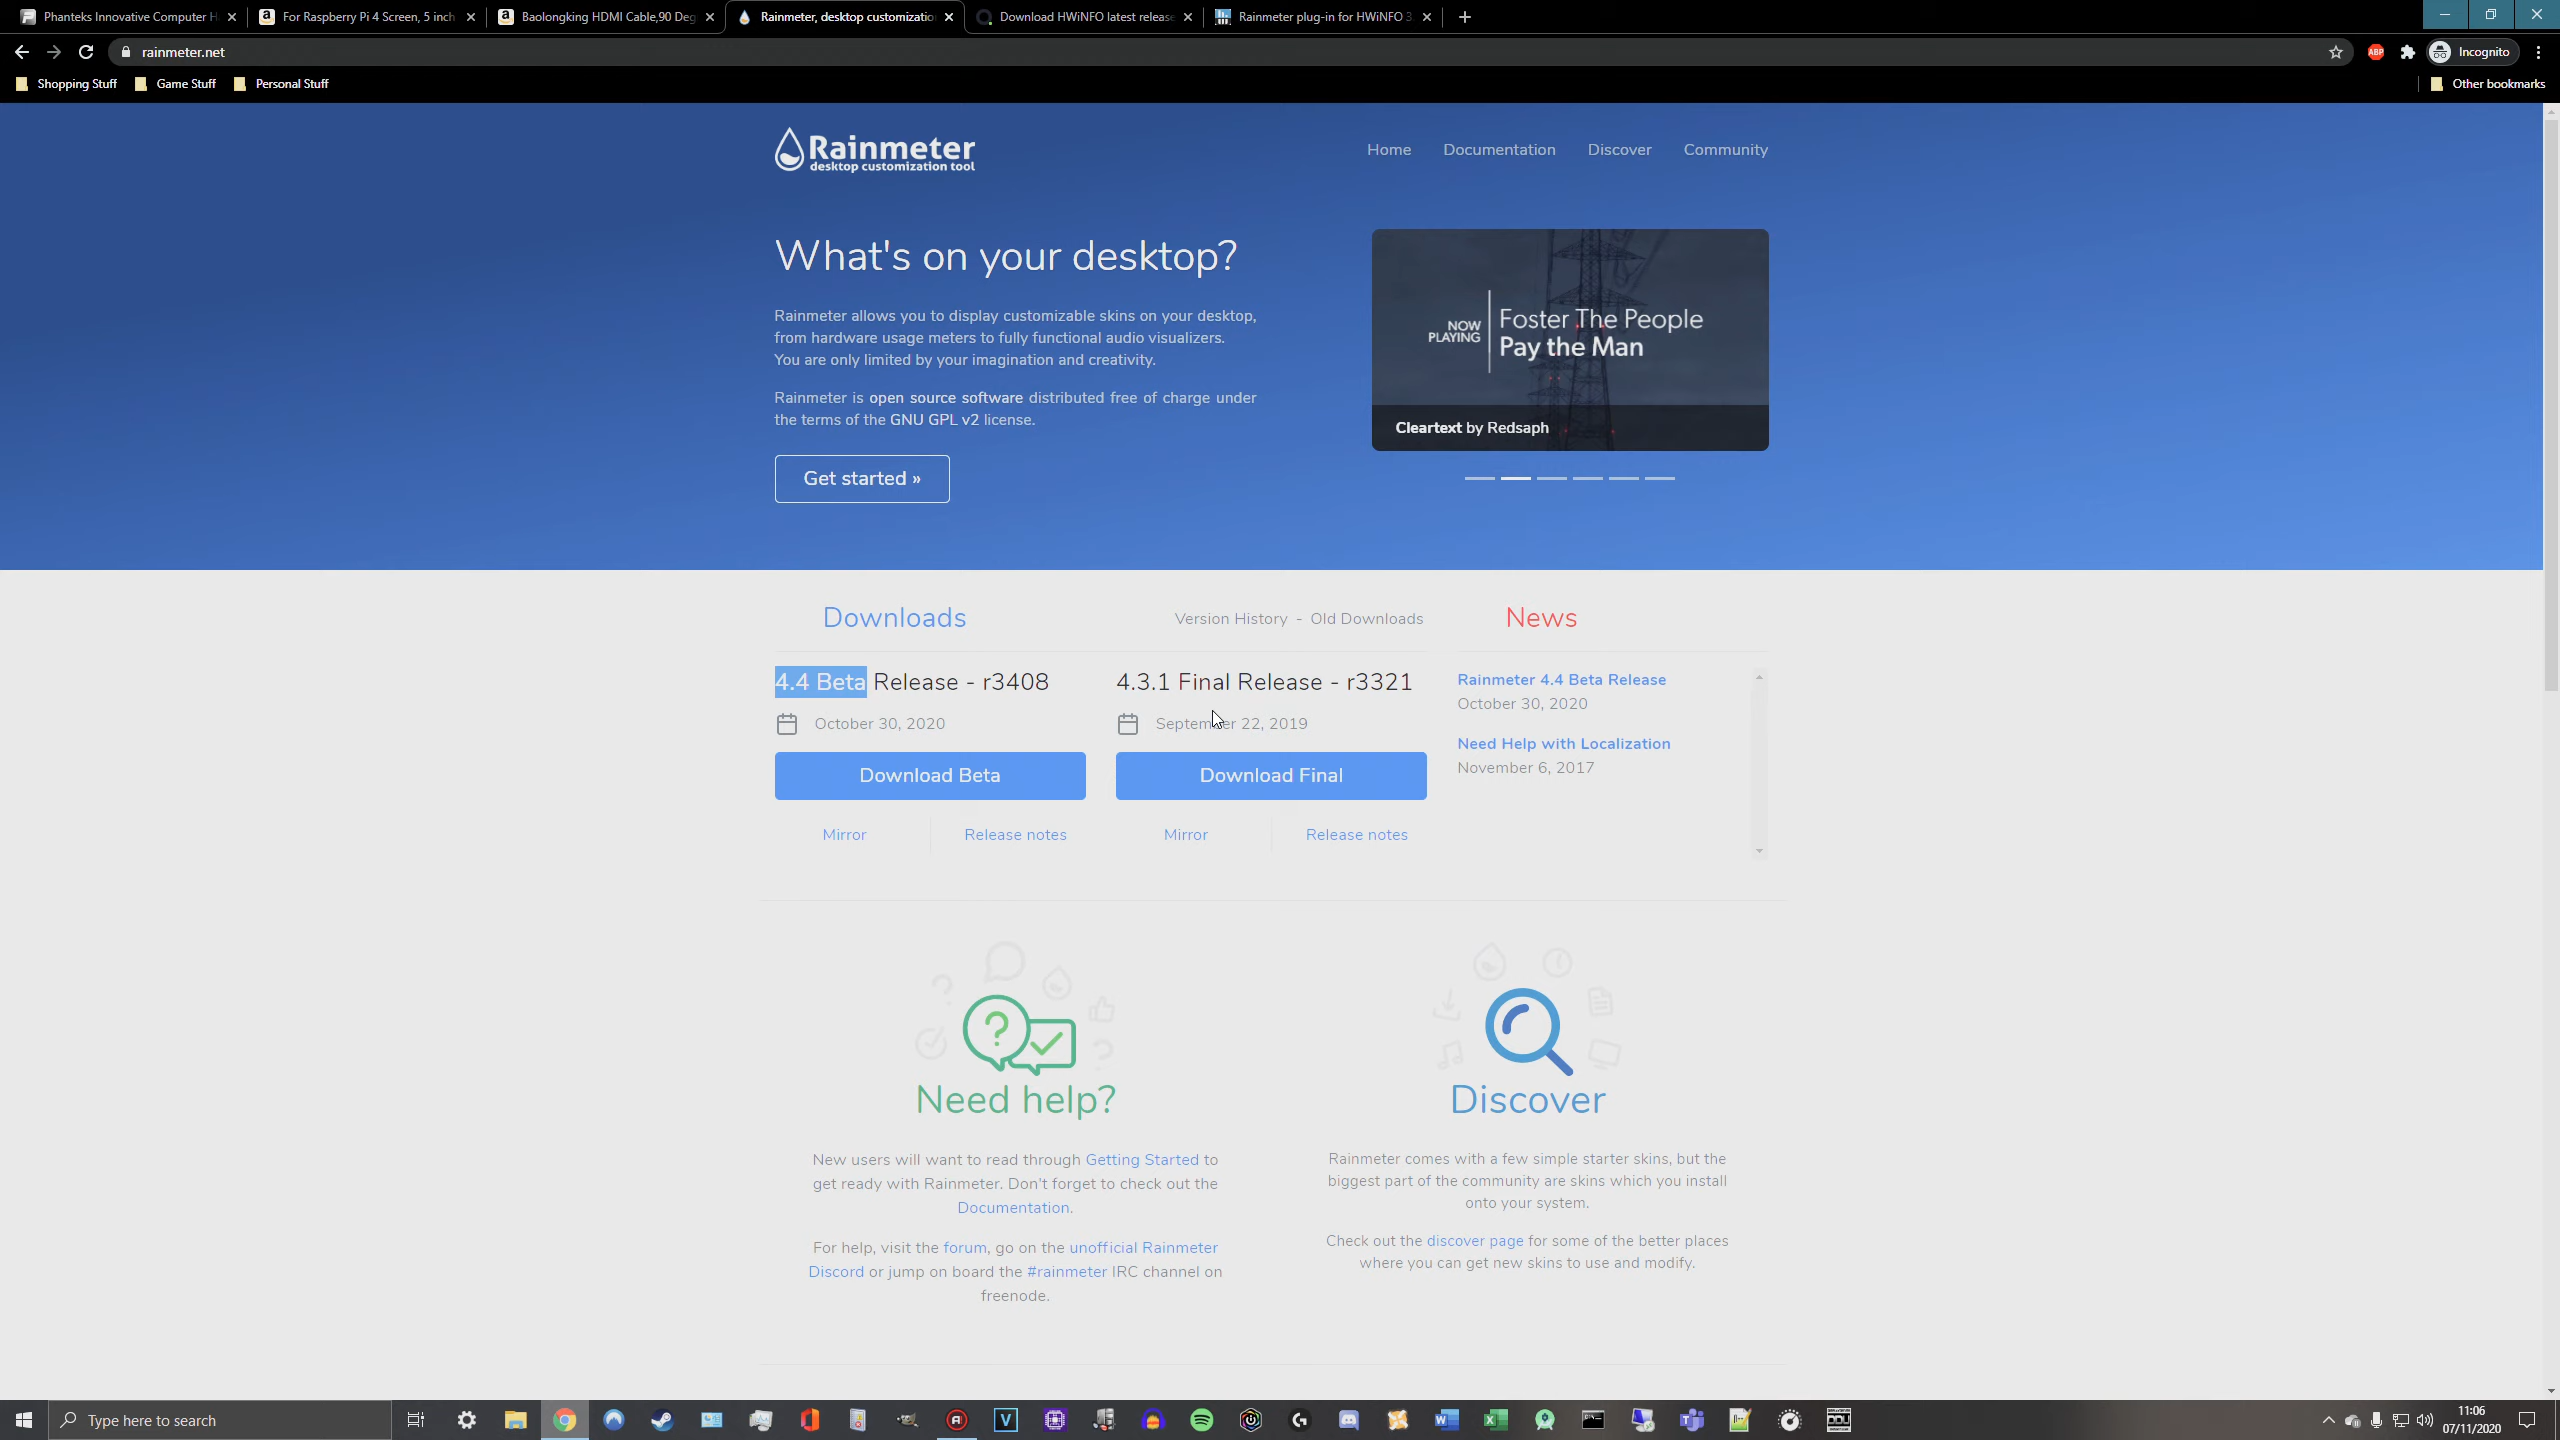 Phanteks Innovative Computer H
For Raspberry Pi 4 Screen, 5 inch
Baolongking HDMI Cable,90 Deg
Rainmeter, desktop customizatio
Download HWiNFO latest release
Rainmeter plug-in for HWiNFO 3
rainmeter.net
ABP
Incognito
Shopping Stuff
Game Stuff
Personal Stuff
Other bookmarks
Rainmeter
desktop customization tool
Home
Documentation
Discover
Community
What's on your desktop?
Rainmeter allows you to display customizable skins on your desktop,
from hardware usage meters to fully functional audio visualizers.
You are only limited by your imagination and creativity.
Rainmeter is open source software distributed free of charge under
the terms of the GNU GPL v2 license.
Get started »
NOW
PLAYING
Foster The People
Pay the Man
Cleartext by Redsaph
Downloads
Version History - Old Downloads
4.4 Beta Release - r3408
October 30, 2020
Download Beta
Mirror
Release notes
4.3.1 Final Release - r3321
September 22, 2019
Download Final
Mirror
Release notes
News
Rainmeter 4.4 Beta Release
October 30, 2020
Need Help with Localization
November 6, 2017
Need help?
New users will want to read through Getting Started to
get ready with Rainmeter. Don't forget to check out the
Documentation.
For help, visit the forum, go on the unofficial Rainmeter
Discord or jump on board the #rainmeter IRC channel on
freenode.
Discover
Rainmeter comes with a few simple starter skins, but the
biggest part of the community are skins which you install
onto your system.
Check out the discover page for some of the better places
where you can get new skins to use and modify.
Type here to search
DDU
11:06
07/11/2020